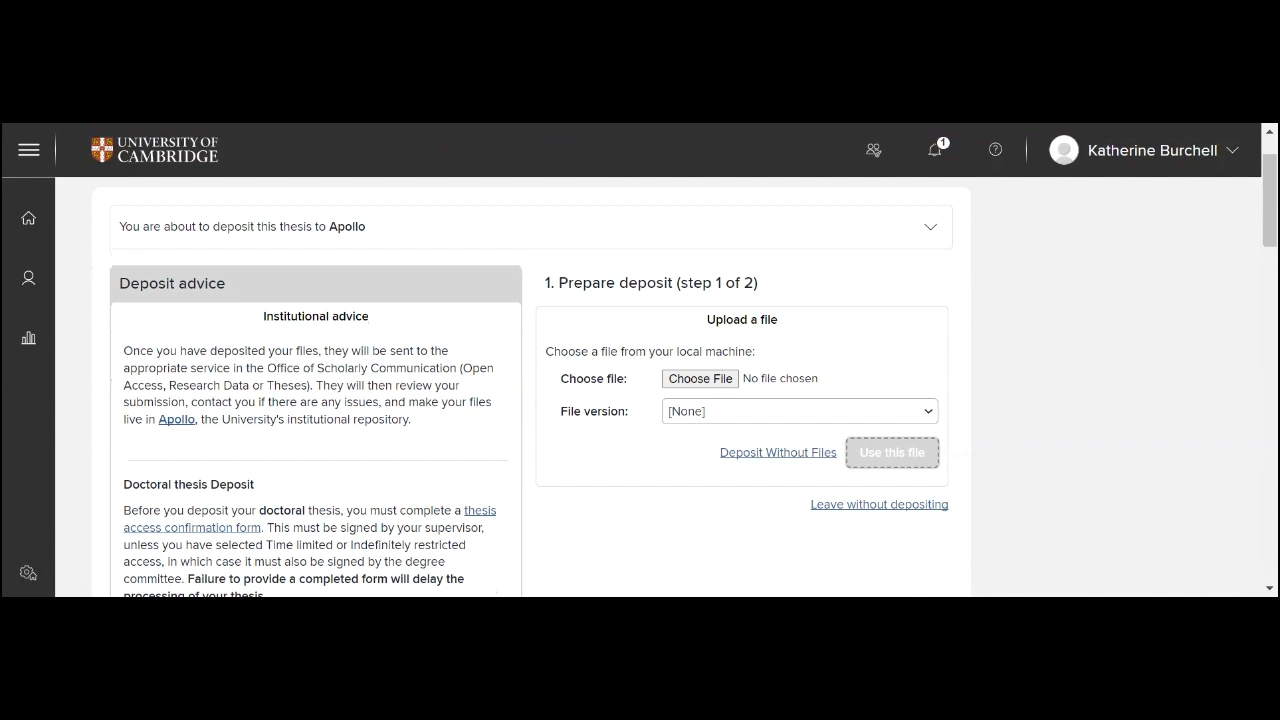 UNIVERSITY OF
CAMBRIDGE
1
Katherine Burchell
You are about to deposit this thesis to Apollo
Deposit advice
Institutional advice
Once you have deposited your files, they will be sent to the
appropriate service in the Office of Scholarly Communication (Open
Access, Research Data or Theses). They will then review your
submission, contact you if there are any issues, and make your files
live in Apollo, the University's institutional repository.
Doctoral thesis Deposit
Before you deposit your doctoral thesis, you must complete a thesis
access confirmation form. This must be signed by your supervisor,
unless you have selected Time limited or Indefinitely restricted
access, in which case it must also be signed by the degree
committee. Failure to provide a completed form will delay the
processing of your thesis.
1. Prepare deposit (step 1 of 2)
Upload a file
Choose a file from your local machine:
Choose file: Choose File No file chosen
File version: [None]
Deposit Without Files Use this file
Leave without depositing